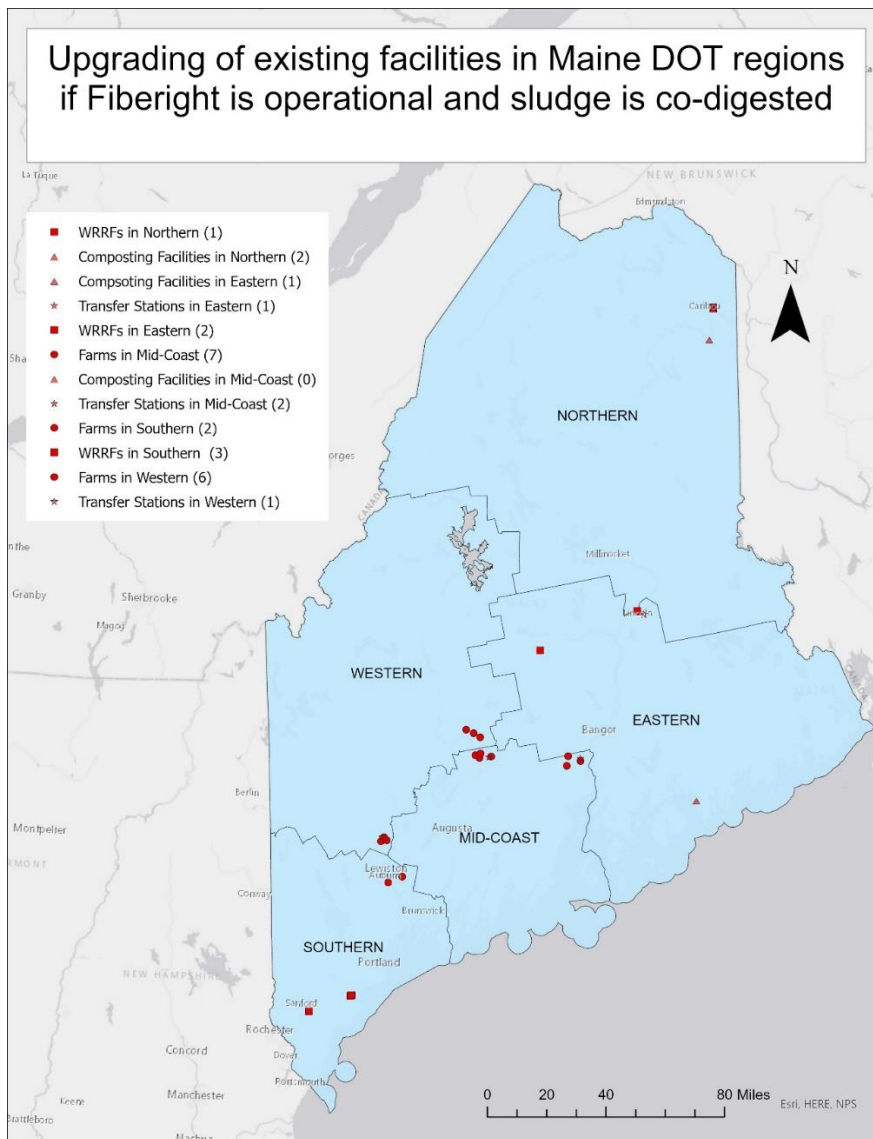 Upgrading of existing facilities in Maine DOT regions
if Fiberight is operational and sludge is co-digested
La Tuque
NEW BRUNSWICK
Edmundston
WRRFs in Northern (1)
Composting Facilities in Northern (2)
Compsoting Facilities in Eastern (1)
Transfer Stations in Eastern (1)
WRRFs in Eastern (2)
Farms in Mid-Coast (7)
Composting Facilities in Mid-Coast (0)
Transfer Stations in Mid-Coast (2)
Farms in Southern (2)
WRRFs in Southern (3)
Farms in Western (6)
Transfer Stations in Western (1)
N
Caribou
NORTHERN
orges
CANADA
Millinocket
Granby
Sherbrooke
Magog
Lincoln
WESTERN
CANADA
EASTERN
Bangor
Berlin
Montpelier
ERMONT
Augusta
MID-COAST
Lewiston
Auburn
Conway
Brunswick
SOUTHERN
Portland
NEW HAMPSHIRE
Sanford
Rochester
Concord
Dover
Portsmouth
Manchester
Keene
Brattleboro
Nashua
0 20 40 80 Miles
Esri, HERE, NPS